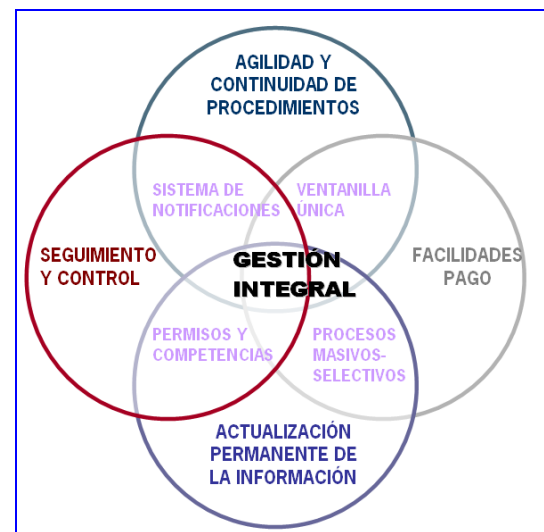 AGILIDAD Y
CONTINUIDAD DE
PROCEDIMIENTOS
SISTEMA DE
NOTIFICACIONES
VENTANILLA
ÚNICA
SEGUIMIENTO
Y CONTROL
GESTIÓN
INTEGRAL
FACILIDADES
PAGO
PERMISOS Y
COMPETENCIAS
PROCESOS
MASIVOS-
SELECTIVOS
ACTUALIZACIÓN
PERMANENTE DE
LA INFORMACIÓN